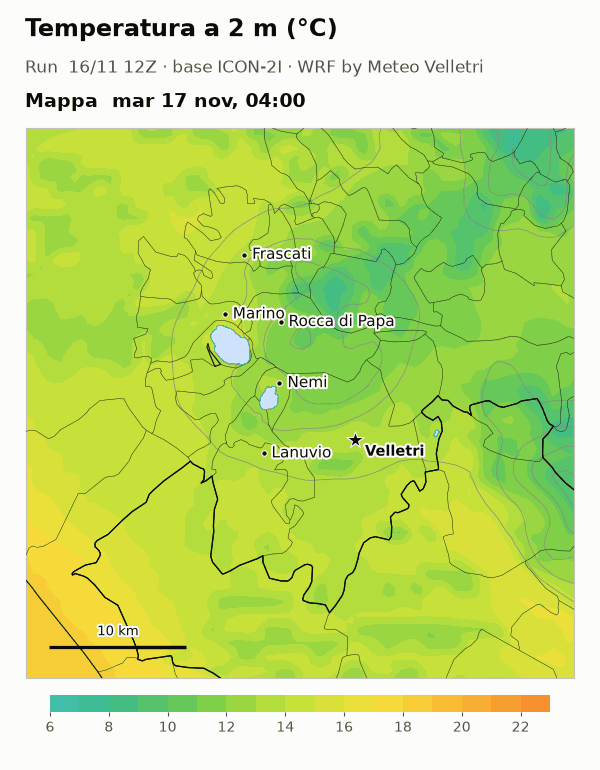 Temperatura a 2 m (°C)
Run  16/11 12Z · base ICON-2I · WRF by Meteo Velletri
Mappa  mar 17 nov, 04:00
Frascati
Marino
Rocca di Papa
Nemi
Velletri
Lanuvio
10 km
6 8 10 12 14 16 18 20 22